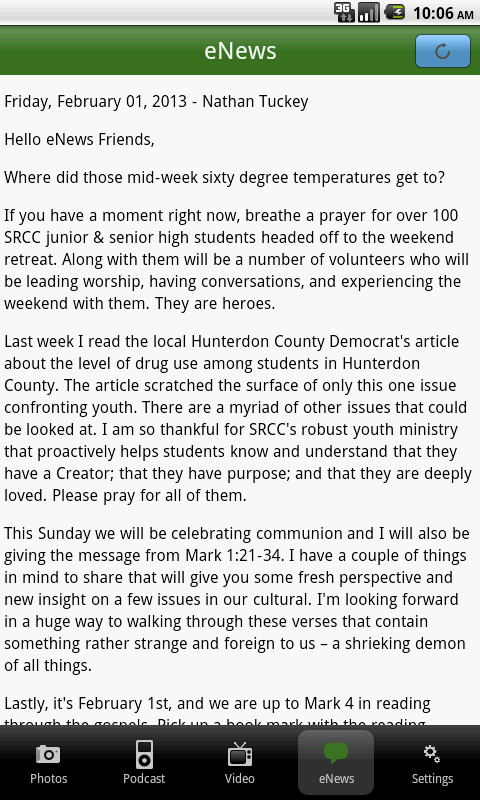 3G
10:06 AM
eNews
Friday, February 01, 2013 - Nathan Tuckey
Hello eNews Friends,
Where did those mid-week sixty degree temperatures get to?
If you have a moment right now, breathe a prayer for over 100
SRCC junior & senior high students headed off to the weekend
retreat. Along with them will be a number of volunteers who will
be leading worship, having conversations, and experiencing the
weekend with them. They are heroes.
Last week I read the local Hunterdon County Democrat's article
about the level of drug use among students in Hunterdon
County. The article scratched the surface of only this one issue
confronting youth. There are a myriad of other issues that could
be looked at. I am so thankful for SRCC's robust youth ministry
that proactively helps students know and understand that they
have a Creator; that they have purpose; and that they are deeply
loved. Please pray for all of them.
This Sunday we will be celebrating communion and I will also be
giving the message from Mark 1:21-34. I have a couple of things
in mind to share that will give you some fresh perspective and
new insight on a few issues in our cultural. I'm looking forward
in a huge way to walking through these verses that contain
something rather strange and foreign to us – a shrieking demon
of all things.
Lastly, it's February 1st, and we are up to Mark 4 in reading
through the gospels. Pick up a book mark with the reading
Photos
Podcast
Video
eNews
Settings